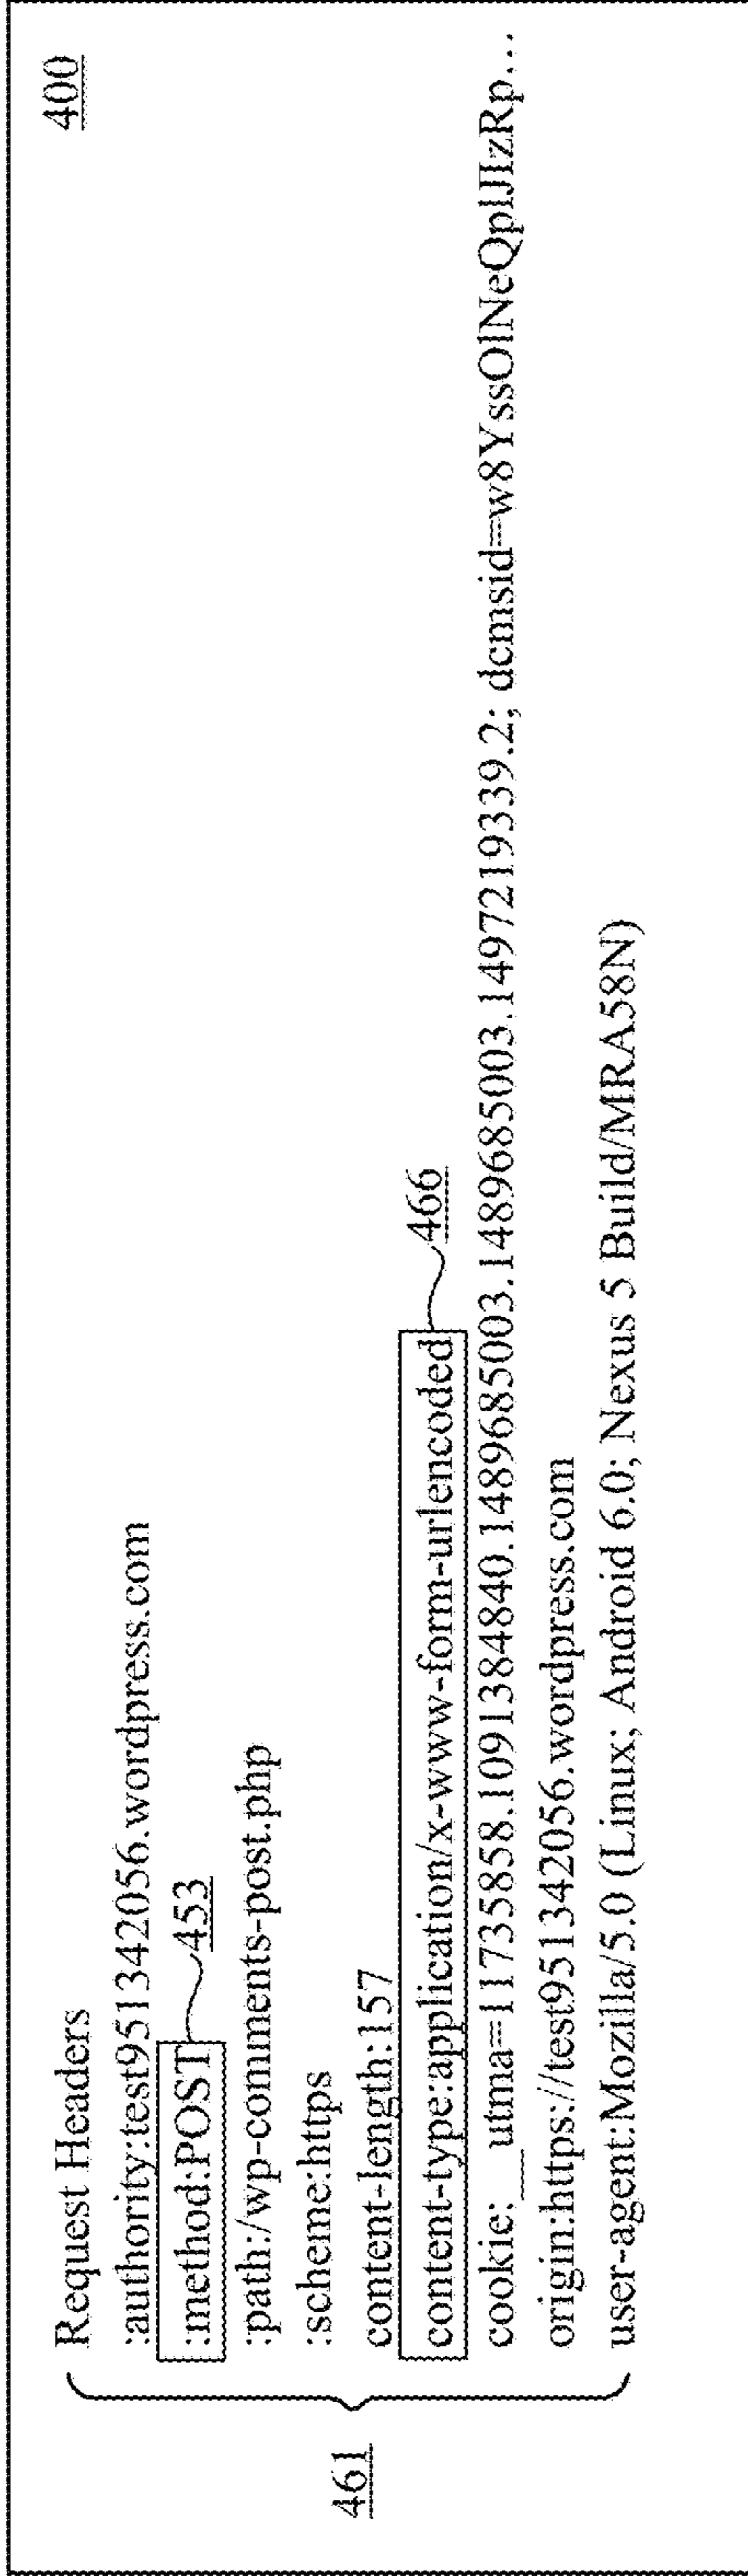 400
Request Headers
:authority:test951342056.wordpress.com
:method:POST 453
:path:/wp-comments-post.php
:scheme:https
content-length:157
content-type:application/x-www-form-urlencoded 466
cookie:__utma=11735858.1091384840.1489685003.1489685003.1497219339.2; dcmsid=w8YssOlNeQplJIzRp...
origin:https://test951342056.wordpress.com
user-agent:Mozilla/5.0 (Linux; Android 6.0; Nexus 5 Build/MRA58N)
461